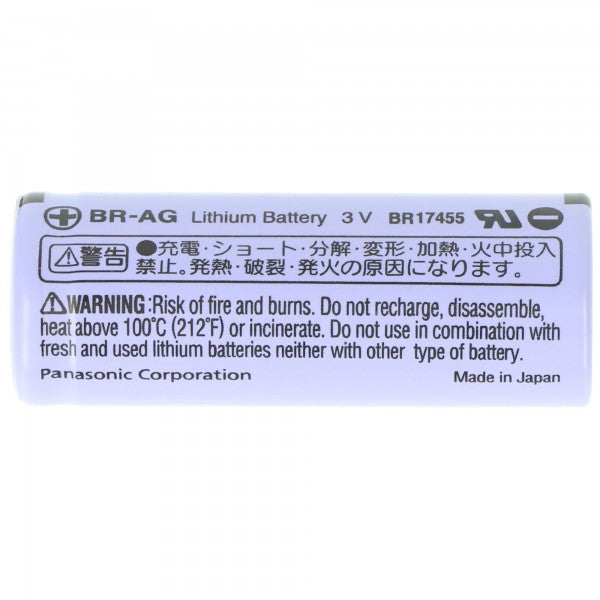 ⊕ BR-AG Lithium Battery 3 V BR17455 ⊖
⚠警告 ●充電・ショート・分解・変形・加熱・火中投入
禁止。発熱・破裂・発火の原因になります。
⚠WARNING:Risk of fire and burns. Do not recharge, disassemble,
heat above 100℃ (212℉) or incinerate. Do not use in combination with
fresh and used lithium batteries neither with other type of battery.
Panasonic Corporation Made in Japan